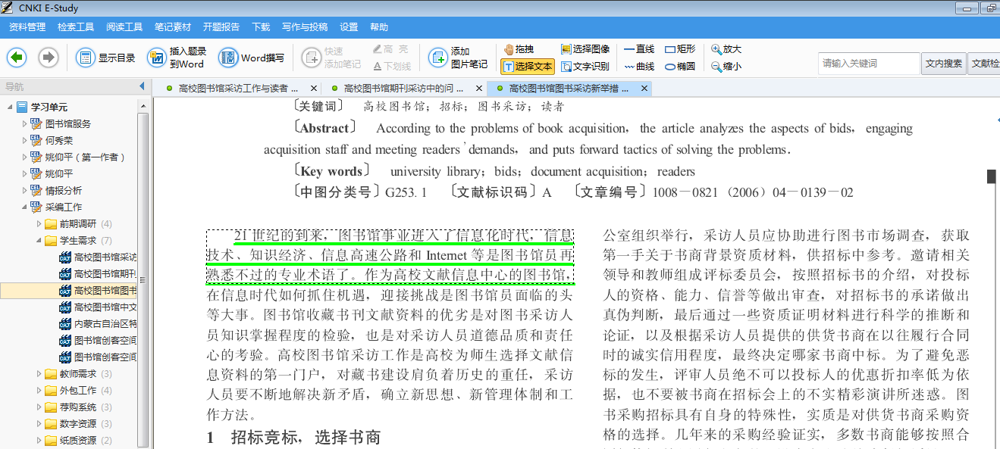 CNKI E-Study
资料管理 检索工具 阅读工具 笔记素材 开题报告 下载 写作与投稿 设置 帮助
显示目录
插入题录
到Word
Word撰写
快速
添加笔记
高 亮
下划线
添加
图片笔记
拖拽
选择文本
选择图像
文字识别
直线
曲线
矩形
椭圆
放大
缩小
请输入关键词
文内搜索
文献检
导航
学习单元
图书馆服务
何秀荣
姚仰平（第一作者）
姚仰平
情报分析
采编工作
前期调研 (4)
学生需求 (7)
高校图书馆采访
高校图书馆期刊
高校图书馆图书
高校图书馆中文
内蒙古自治区特
图书馆创客空间
图书馆创客空间
教师需求 (3)
外包工作 (4)
荐购系统 (3)
数字资源 (3)
纸质资源 (2)
高校图书馆采访工作与读者 ...
高校图书馆期刊采访中的问 ...
高校图书馆图书采访新举措 ...
〔关键词〕 高校图书馆；招标；图书采访；读者
〔Abstract〕 According to the problems of book acquisition, the article analyzes the aspects of bids, engaging
acquisition staff and meeting readers' demands, and puts forward tactics of solving the problems.
〔Key words〕 university library; bids; document acquisition; readers
〔中图分类号〕G253. 1 〔文献标识码〕A 〔文章编号〕1008－0821（2006）04－0139－02
21 世纪的到来，图书馆事业进入了信息化时代，信息
技术、知识经济、信息高速公路和 Internet 等是图书馆员再
熟悉不过的专业术语了。作为高校文献信息中心的图书馆，
在信息时代如何抓住机遇，迎接挑战是图书馆员面临的头
等大事。图书馆收藏书刊文献资料的优劣是对图书采访人
员知识掌握程度的检验，也是对采访人员道德品质和责任
心的考验。高校图书馆采访工作是高校为师生选择文献信
息资料的第一门户，对藏书建设肩负着历史的重任，采访
人员要不断地解决新矛盾，确立新思想、新管理体制和工
作方法。
1 招标竞标，选择书商
公室组织举行，采访人员应协助进行图书市场调查，获取
第一手关于书商背景资质材料，供招标中参考。邀请相关
领导和教师组成评标委员会，按照招标书的介绍，对投标
人的资格、能力、信誉等做出审查，对招标书的承诺做出
真伪判断，最后通过一些资质证明材料进行科学的推断和
论证，以及根据采访人员提供的供货书商在以往履行合同
时的诚实信用程度，最终决定哪家书商中标。为了避免恶
标的发生，评审人员绝不可以投标人的优惠折扣率低为依
据，也不要被书商在招标会上的不实精彩演讲所迷惑。图
书采购招标具有自身的特殊性，实质是对供货书商采购资
格的选择。几年来的采购经验证实，多数书商能够按照合